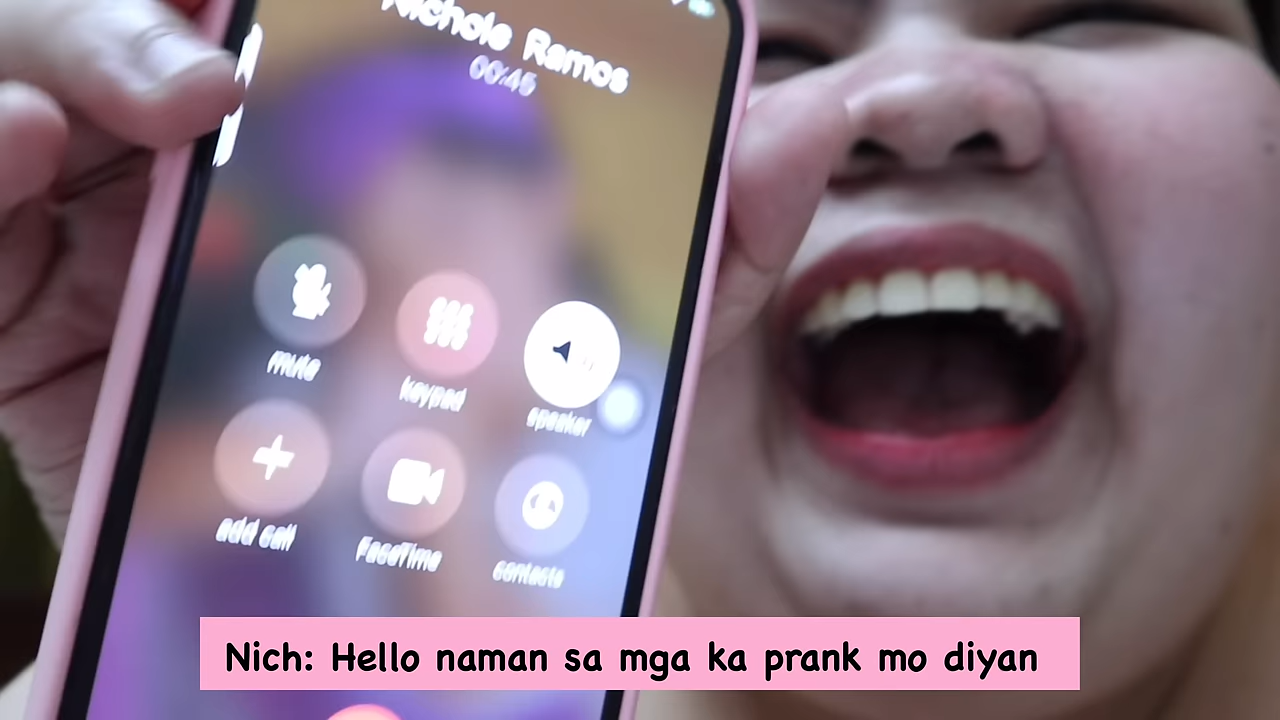 Nichole Ramos
00:45
mute
keypad
speaker
add call
FaceTime
contacts
Nich: Hello naman sa mga ka prank mo diyan